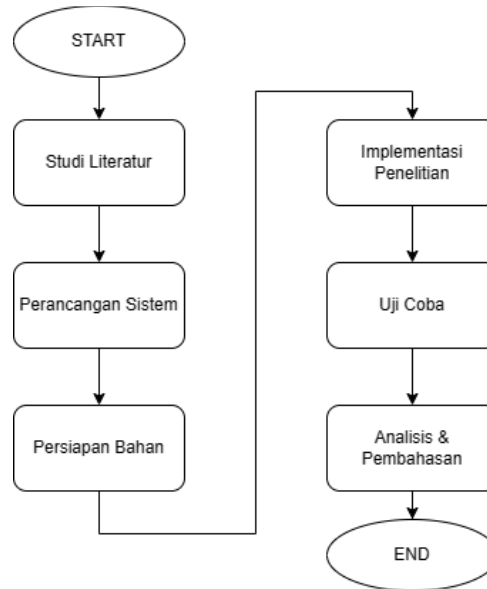 START
Studi Literatur
Perancangan Sistem
Persiapan Bahan
Implementasi
Penelitian
Uji Coba
Analisis &
Pembahasan
END